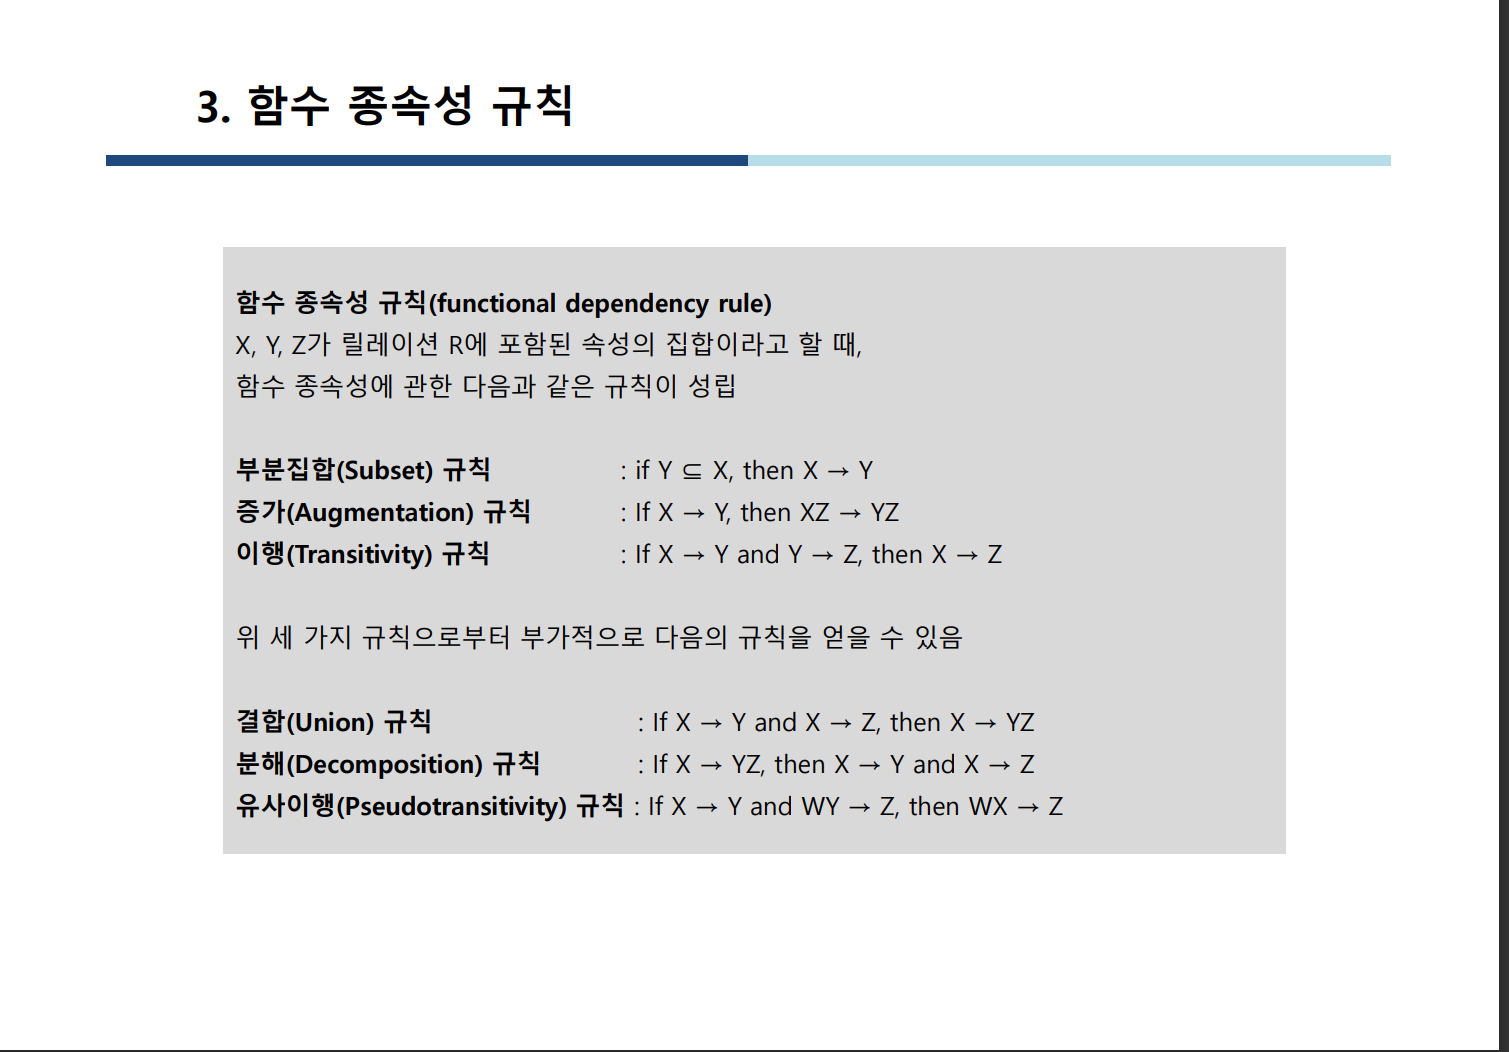 3. 함수 종속성 규칙
함수 종속성 규칙(functional dependency rule)
X, Y, Z가 릴레이션 R에 포함된 속성의 집합이라고 할 때,
함수 종속성에 관한 다음과 같은 규칙이 성립
부분집합(Subset) 규칙 : if Y ⊆ X, then X → Y
증가(Augmentation) 규칙 : If X → Y, then XZ → YZ
이행(Transitivity) 규칙 : If X → Y and Y → Z, then X → Z
위 세 가지 규칙으로부터 부가적으로 다음의 규칙을 얻을 수 있음
결합(Union) 규칙 : If X → Y and X → Z, then X → YZ
분해(Decomposition) 규칙 : If X → YZ, then X → Y and X → Z
유사이행(Pseudotransitivity) 규칙 : If X → Y and WY → Z, then WX → Z